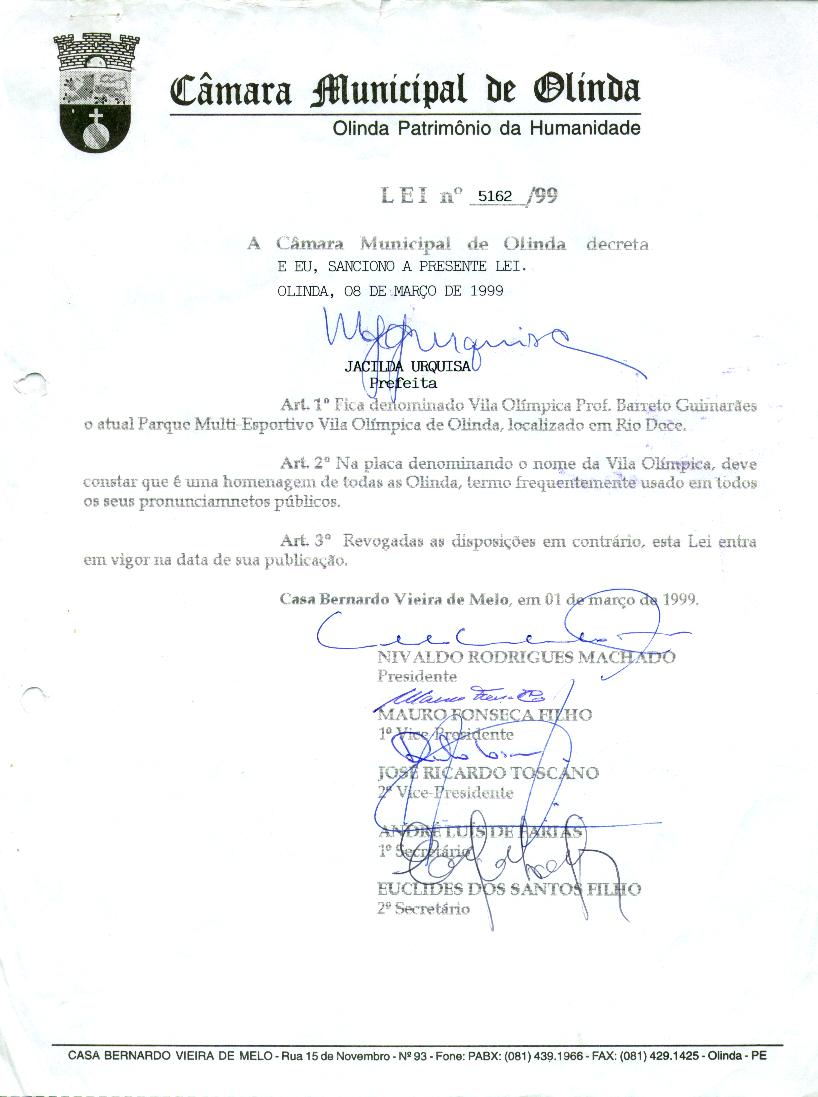 Câmara Municipal de Olinda
Olinda Patrimônio da Humanidade
LEI nº 5162 /99
A Câmara Municipal de Olinda decreta
E EU, SANCIONO A PRESENTE LEI.
OLINDA, O8 DE MARÇO DE 1999
JACILDA URQUISA
Prefeita
Art. 1º Fica denominado Vila Olímpica Prof. Barreto Guimarães
o atual Parque Multi-Esportivo Vila Olímpica de Olinda, localizado em Rio Doce.
Art. 2º Na placa denominando o nome da Vila Olímpica, deve
constar que é uma homenagem de todas as Olinda, termo frequentemente usado em todos
os seus pronunciamnetos públicos.
Art. 3º Revogadas as disposições em contrário, esta Lei entra
em vigor na data de sua publicação.
Casa Bernardo Vieira de Melo, em 01 de março de 1999.
NIVALDO RODRIGUES MACHADO
Presidente
MAURO FONSECA FILHO
1º Vice-Presidente
JOSÉ RICARDO TOSCANO
2º Vice-Presidente
ANDRÉ LUÍS DE FARIAS
1º Secretário
EUCLIDES DOS SANTOS FILHO
2º Secretário
CASA BERNARDO VIEIRA DE MELO - Rua 15 de Novembro - Nº 93 - Fone: PABX: (081) 439.1966 - FAX: (081) 429.1425 - Olinda - PE